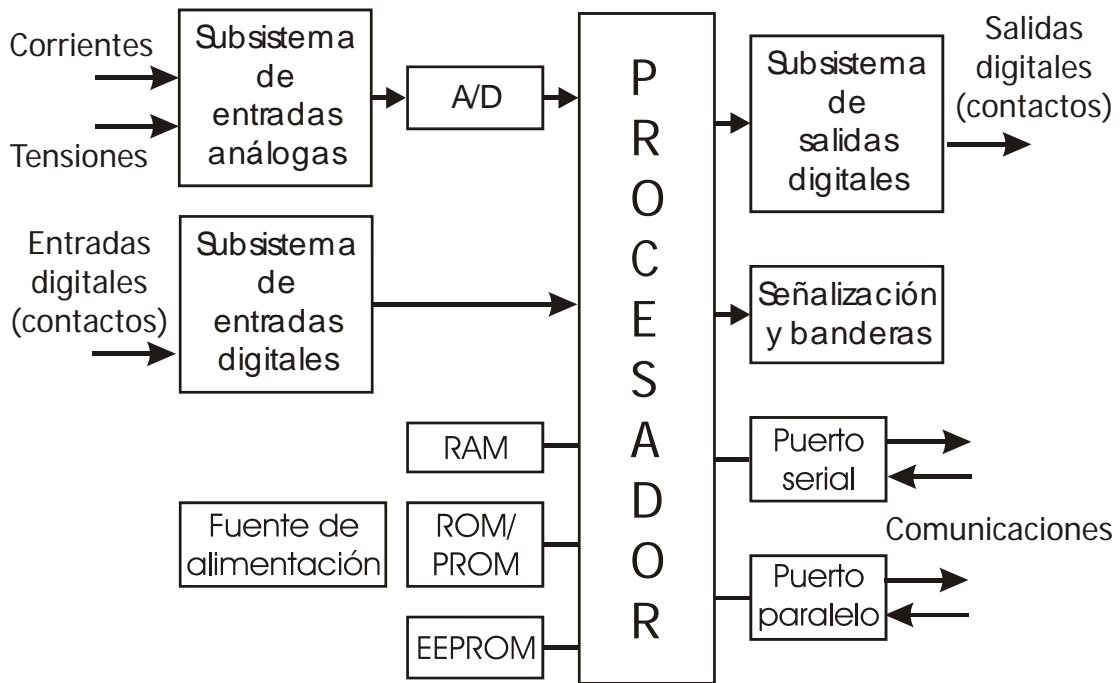 Corrientes
Tensiones
Subsistema
de
entradas
análogas
A/D
Entradas
digitales
(contactos)
Subsistema
de
entradas
digitales
RAM
Fuente de
alimentación
ROM/
PROM
EEPROM
P
R
O
C
E
S
A
D
O
R
Subsistema
de
salidas
digitales
Salidas
digitales
(contactos)
Señalización
y banderas
Puerto
serial
Comunicaciones
Puerto
paralelo